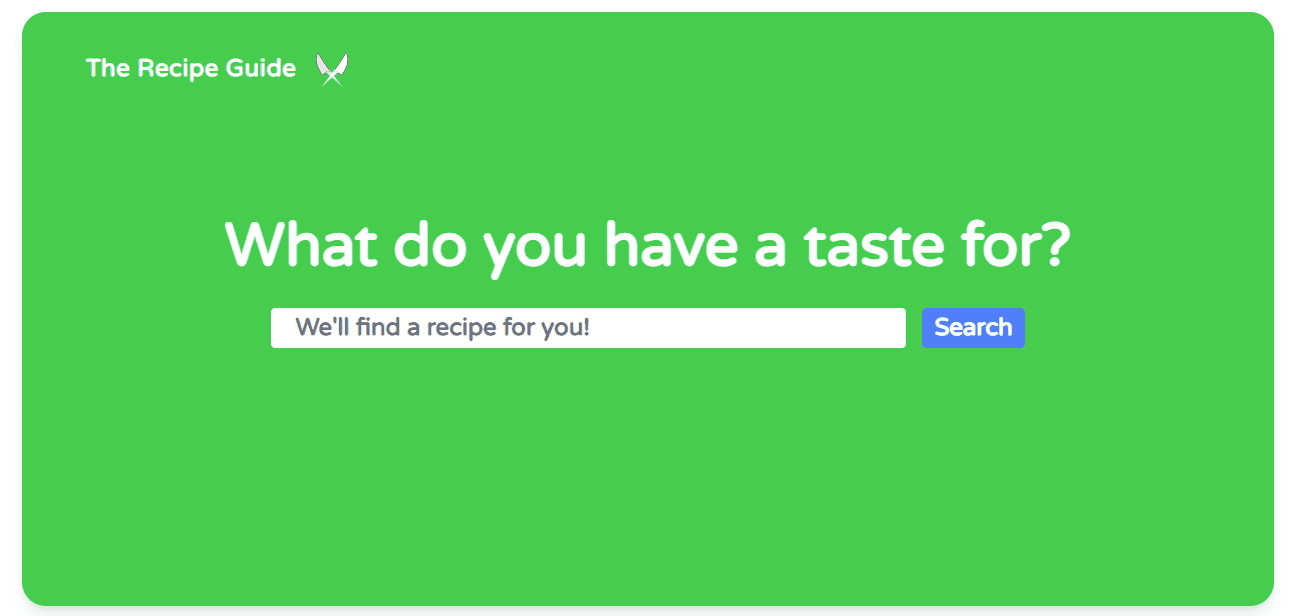 The Recipe Guide
What do you have a taste for?
We'll find a recipe for you! Search